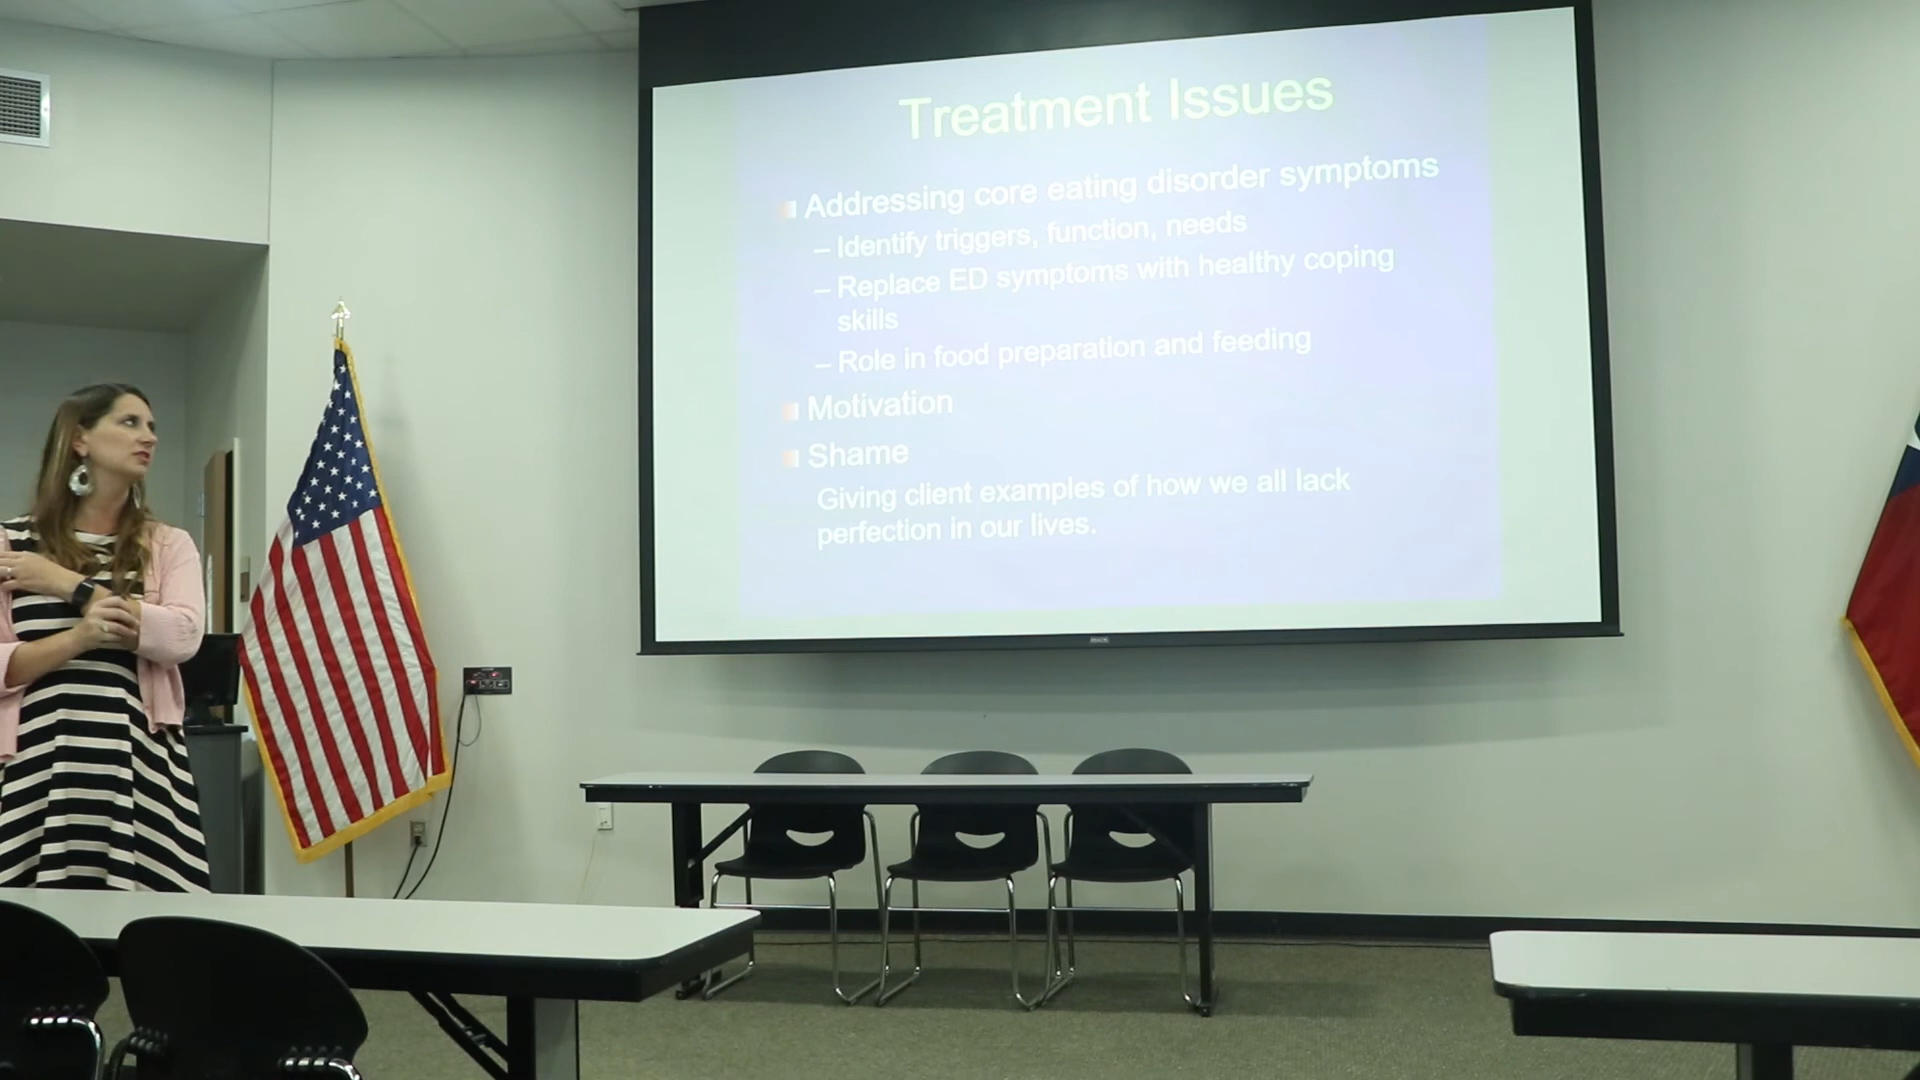 Treatment Issues
Addressing core eating disorder symptoms
– Identify triggers, function, needs
– Replace ED symptoms with healthy coping
skills
– Role in food preparation and feeding
Motivation
Shame
Giving client examples of how we all lack
perfection in our lives.